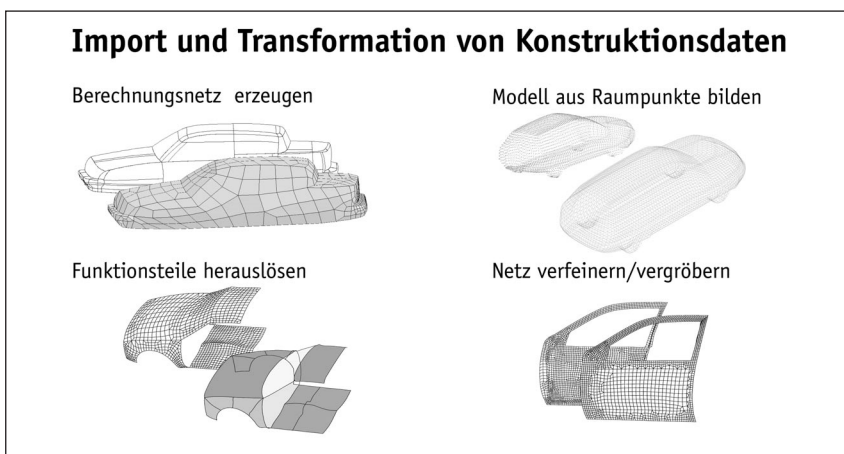 Import und Transformation von Konstruktionsdaten
Berechnungsnetz erzeugen
Modell aus Raumpunkte bilden
Funktionsteile herauslösen
Netz verfeinern/vergröbern